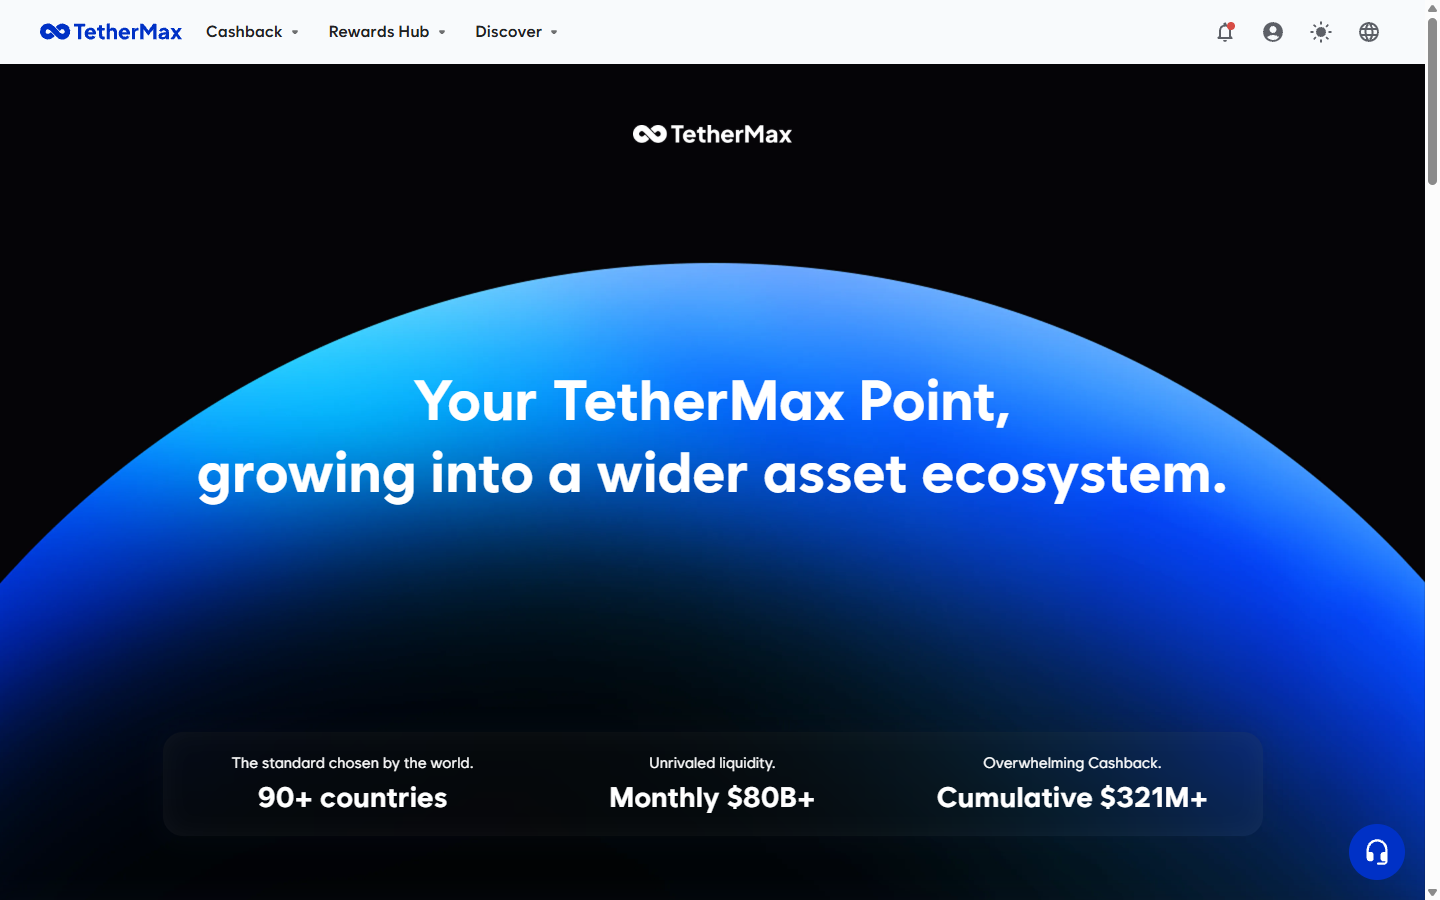 TetherMax
Cashback
Rewards Hub
Discover
TetherMax
Your TetherMax Point,
growing into a wider asset ecosystem.
The standard chosen by the world.
90+ countries
Unrivaled liquidity.
Monthly $80B+
Overwhelming Cashback.
Cumulative $321M+